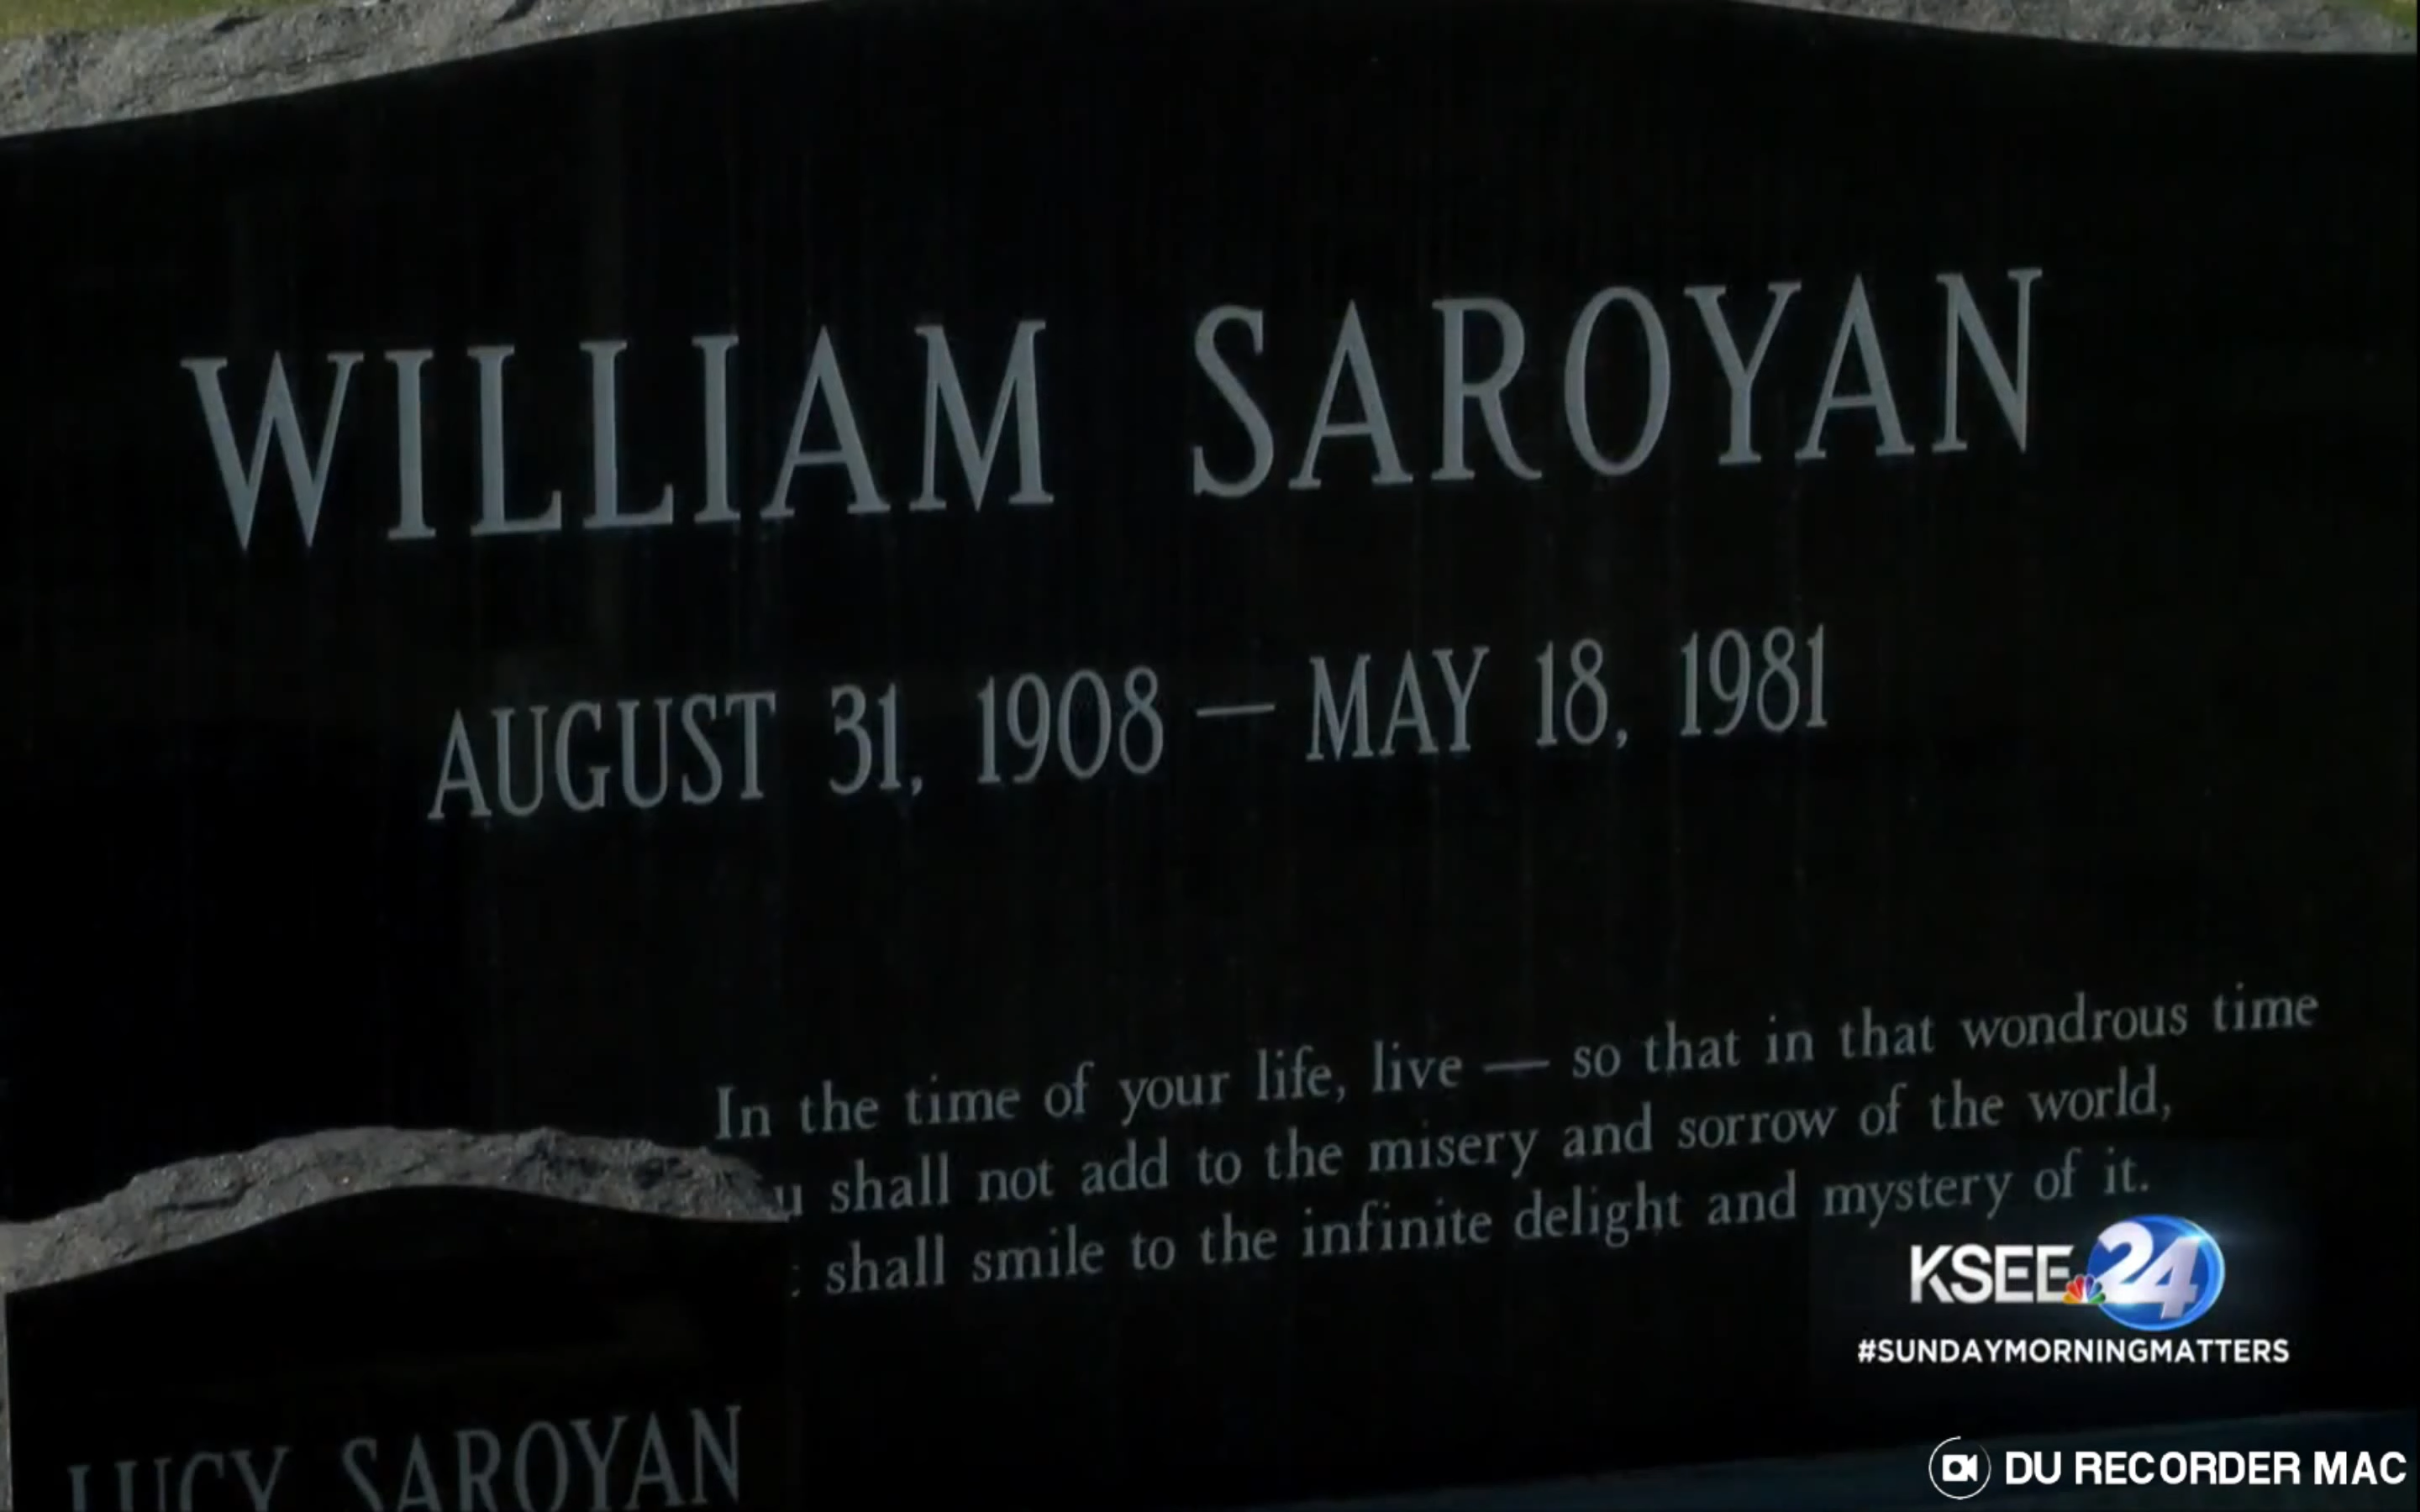 WILLIAM SAROYAN
AUGUST 31, 1908 — MAY 18, 1981
In the time of your life, live — so that in that wondrous time
u shall not add to the misery and sorrow of the world,
shall smile to the infinite delight and mystery of it.
LUCY SAROYAN
KSEE 24
#SUNDAYMORNINGMATTERS
DU RECORDER MAC